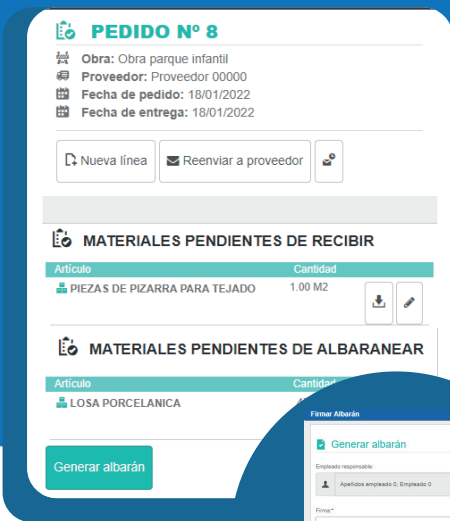 PEDIDO Nº 8
Obra: Obra parque infantil
Proveedor: Proveedor 00000
Fecha de pedido: 18/01/2022
Fecha de entrega: 18/01/2022
Nueva línea
Reenviar a proveedor
MATERIALES PENDIENTES DE RECIBIR
Artículo Cantidad
PIEZAS DE PIZARRA PARA TEJADO 1.00 M2
MATERIALES PENDIENTES DE ALBARANEAR
Artículo
LOSA PORCELANICA
Generar albarán
Firmar Albarán
Generar albarán
Empleado responsable:
Apellidos empleado 0, Empleado 0
Firma:*